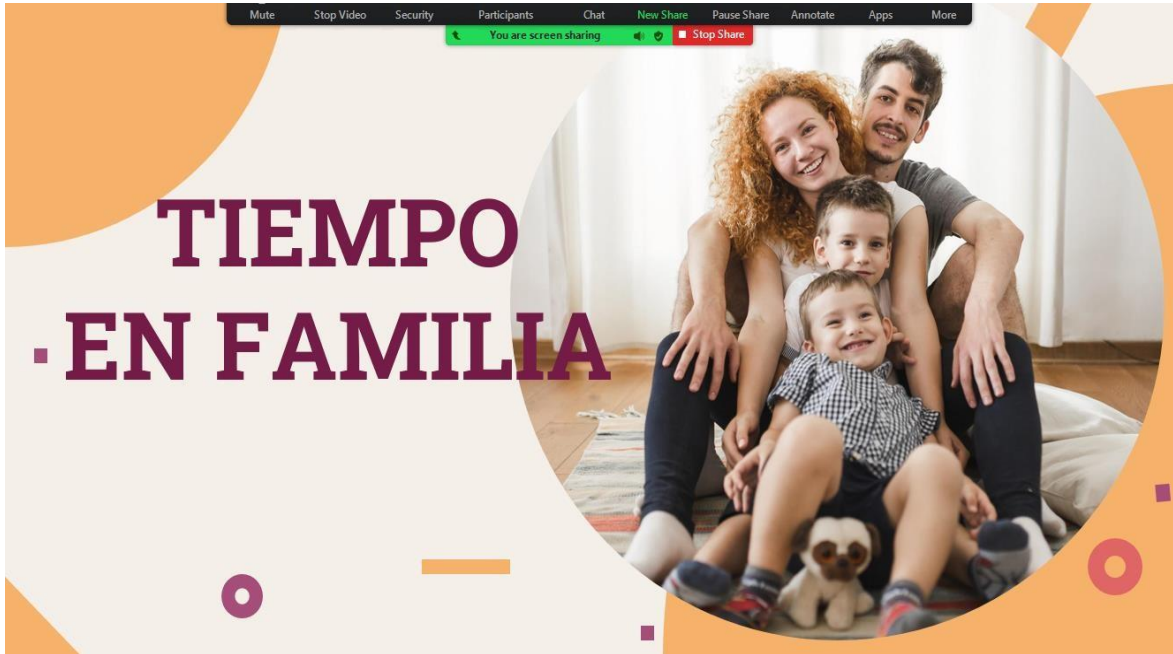 Mute Stop Video Security Participants Chat New Share Pause Share Annotate Apps More
You are screen sharing Stop Share
TIEMPO
EN FAMILIA